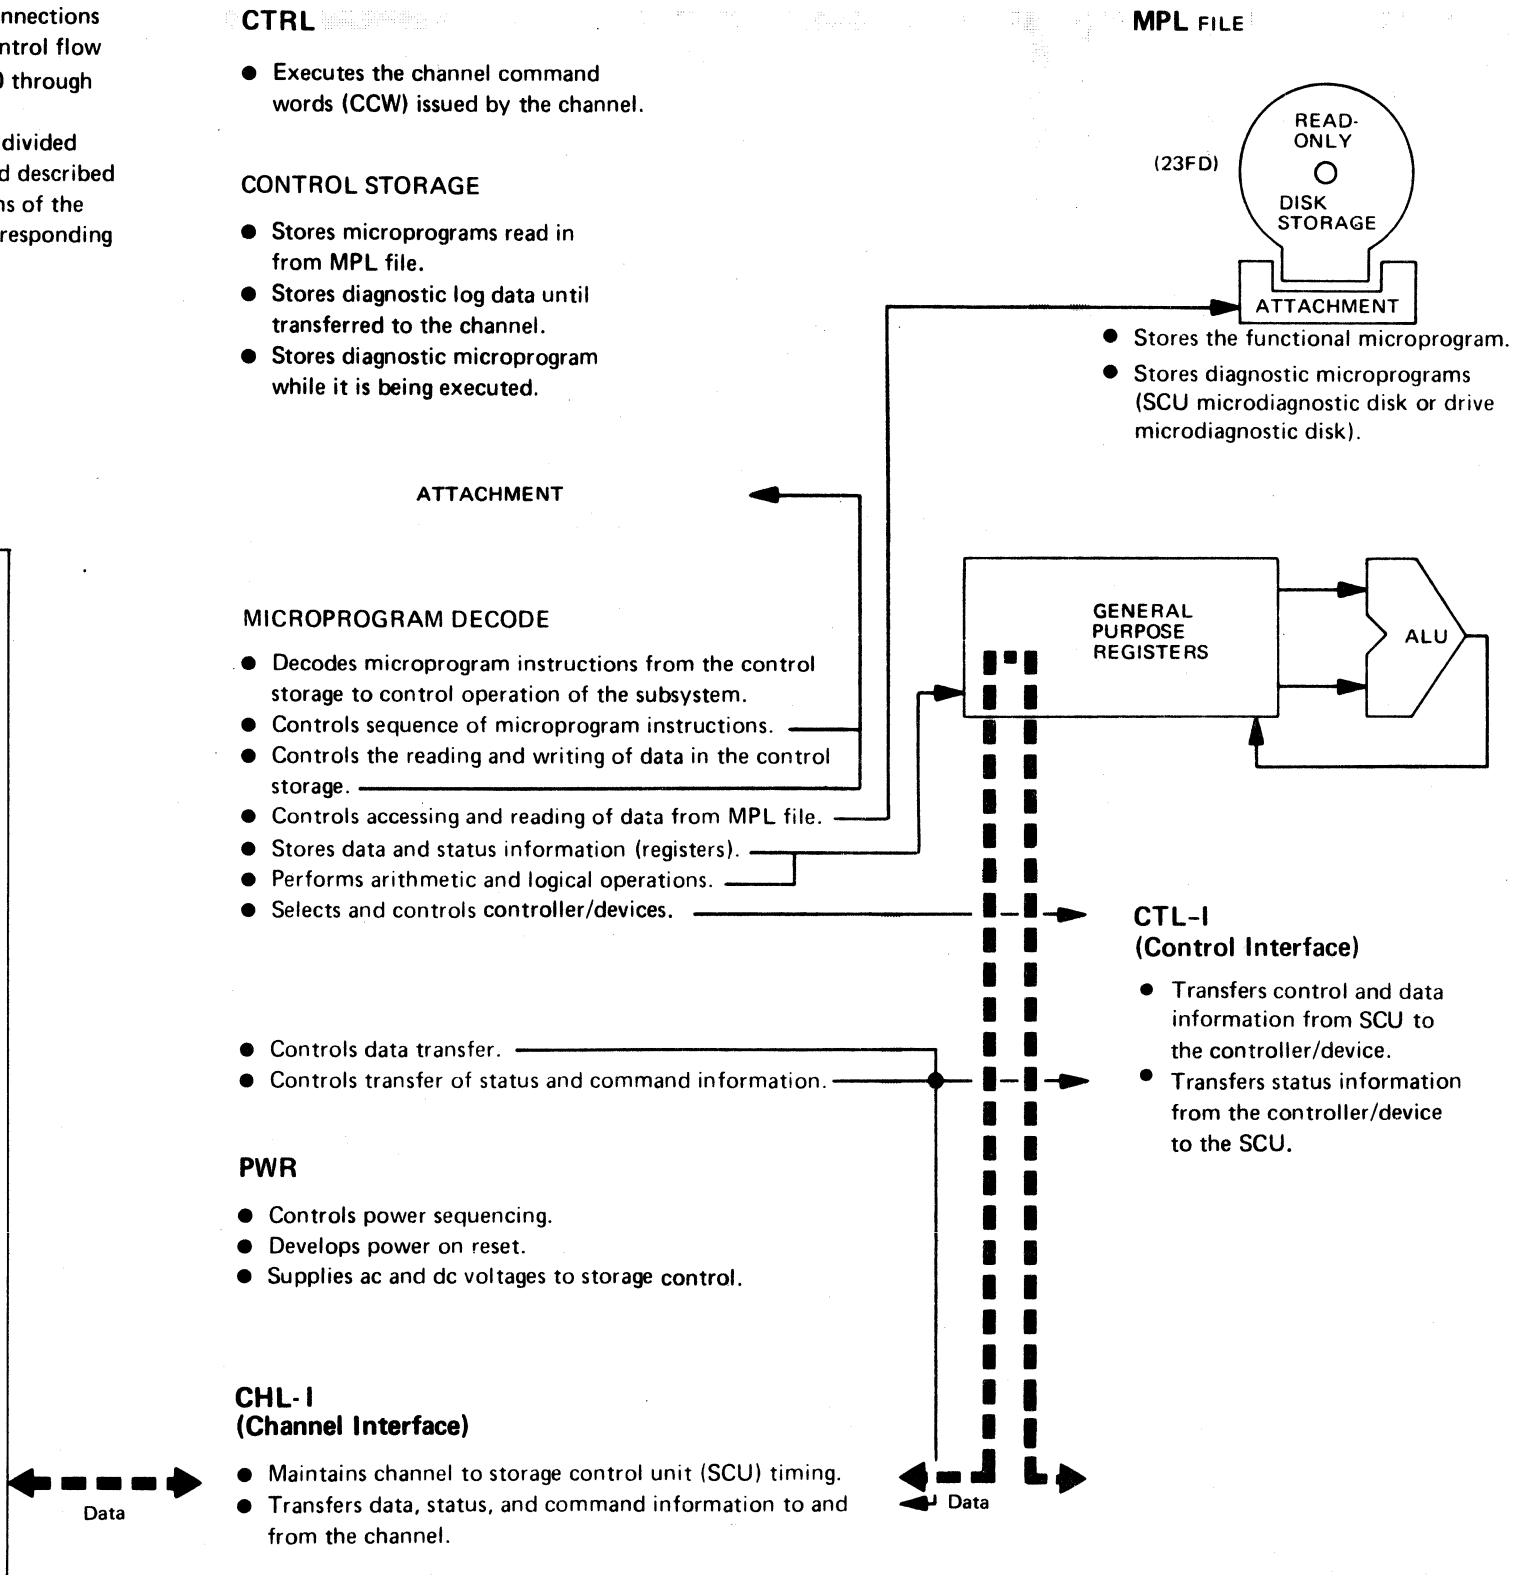 nnections
ntrol flow
through
divided
d described
ns of the
responding
CTRL
● Executes the channel command
words (CCW) issued by the channel.
CONTROL STORAGE
● Stores microprograms read in
from MPL file.
● Stores diagnostic log data until
transferred to the channel.
● Stores diagnostic microprogram
while it is being executed.
ATTACHMENT
MICROPROGRAM DECODE
● Decodes microprogram instructions from the control
storage to control operation of the subsystem.
● Controls sequence of microprogram instructions.
● Controls the reading and writing of data in the control
storage.
● Controls accessing and reading of data from MPL file.
● Stores data and status information (registers).
● Performs arithmetic and logical operations.
● Selects and controls controller/devices.
● Controls data transfer.
● Controls transfer of status and command information.
PWR
● Controls power sequencing.
● Develops power on reset.
● Supplies ac and dc voltages to storage control.
CHL-I
(Channel Interface)
● Maintains channel to storage control unit (SCU) timing.
● Transfers data, status, and command information to and
from the channel.
Data
Data
MPL FILE
(23FD)
READ-
ONLY
DISK
STORAGE
ATTACHMENT
● Stores the functional microprogram.
● Stores diagnostic microprograms
(SCU microdiagnostic disk or drive
microdiagnostic disk).
GENERAL
PURPOSE
REGISTERS
ALU
CTL-I
(Control Interface)
● Transfers control and data
information from SCU to
the controller/device.
● Transfers status information
from the controller/device
to the SCU.